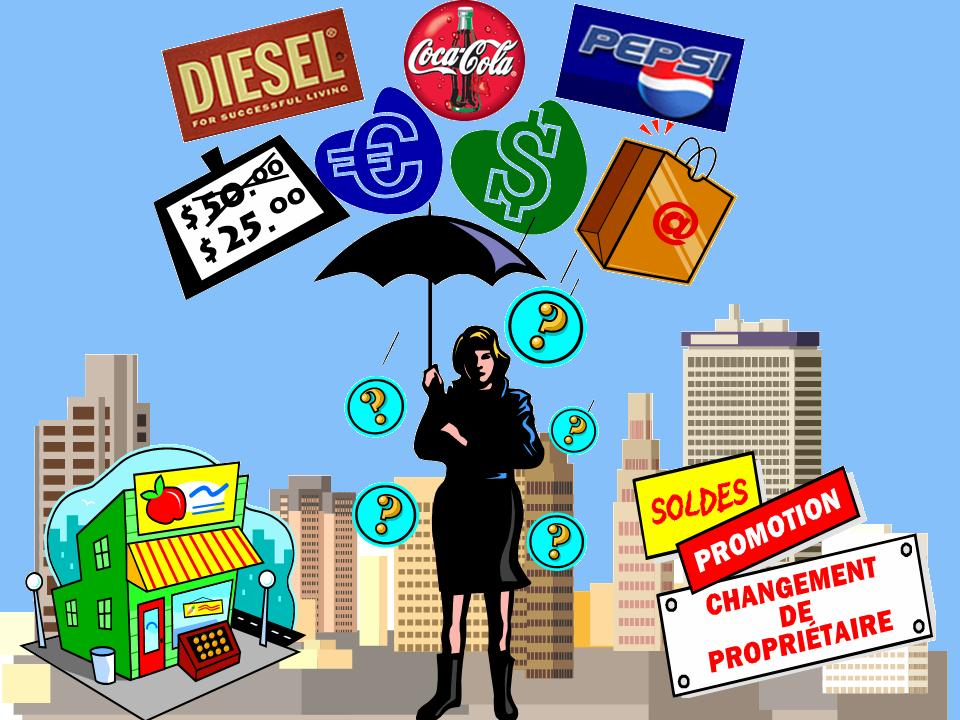 DIESEL®
FOR SUCCESSFUL LIVING
Coca-Cola®
PEPSI
$50.00
$25.00
€
$
@
?
?
?
?
?
SOLDES
PROMOTION
CHANGEMENT
DE
PROPRIÉTAIRE